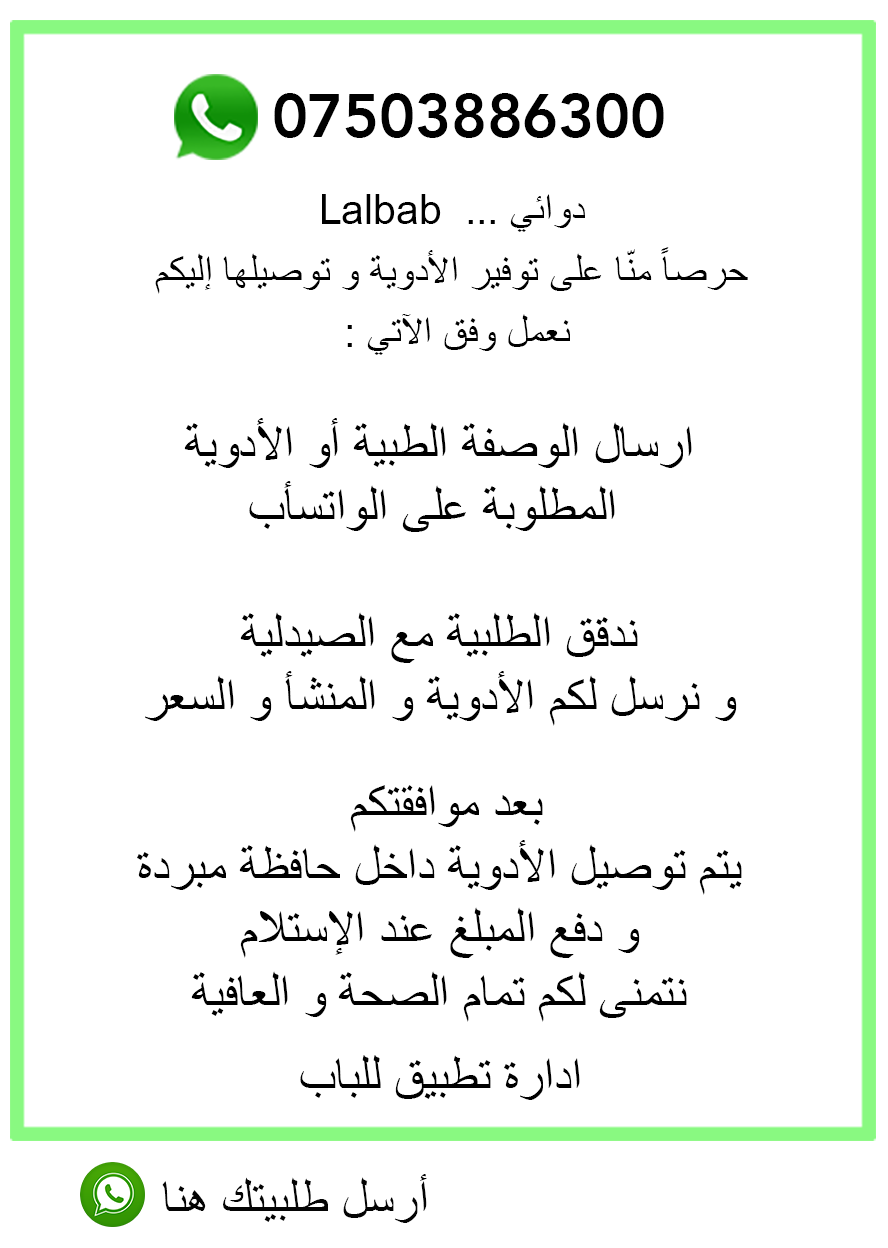 07503886300
دوائي ... Lalbab
حرصاً منّا على توفير الأدوية و توصيلها إليكم
نعمل وفق الآتي :
ارسال الوصفة الطبية أو الأدوية
المطلوبة على الواتسأب
ندقق الطلبية مع الصيدلية
و نرسل لكم الأدوية و المنشأ و السعر
بعد موافقتكم
يتم توصيل الأدوية داخل حافظة مبردة
و دفع المبلغ عند الإستلام
نتمنى لكم تمام الصحة و العافية
ادارة تطبيق للباب
أرسل طلبيتك هنا